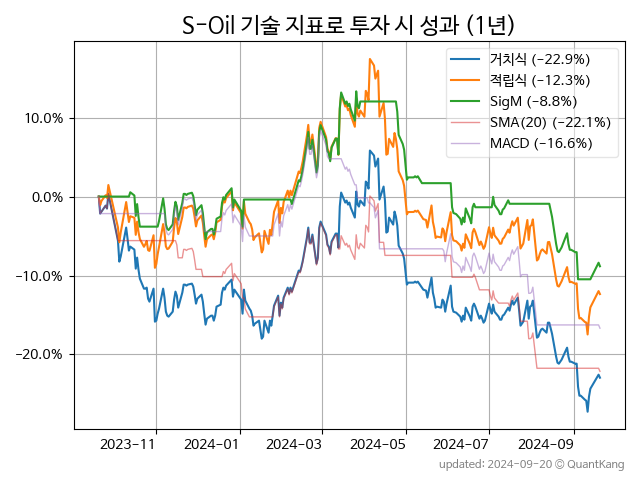 S-Oil 기술 지표로 투자 시 성과 (1년)
거치식 (−22.9%)
적립식 (−12.3%)
SigM (−8.8%)
SMA(20) (−22.1%)
MACD (−16.6%)
10.0%
0.0%
−10.0%
−20.0%
2023-11 2024-01 2024-03 2024-05 2024-07 2024-09
updated: 2024-09-20 © QuantKang